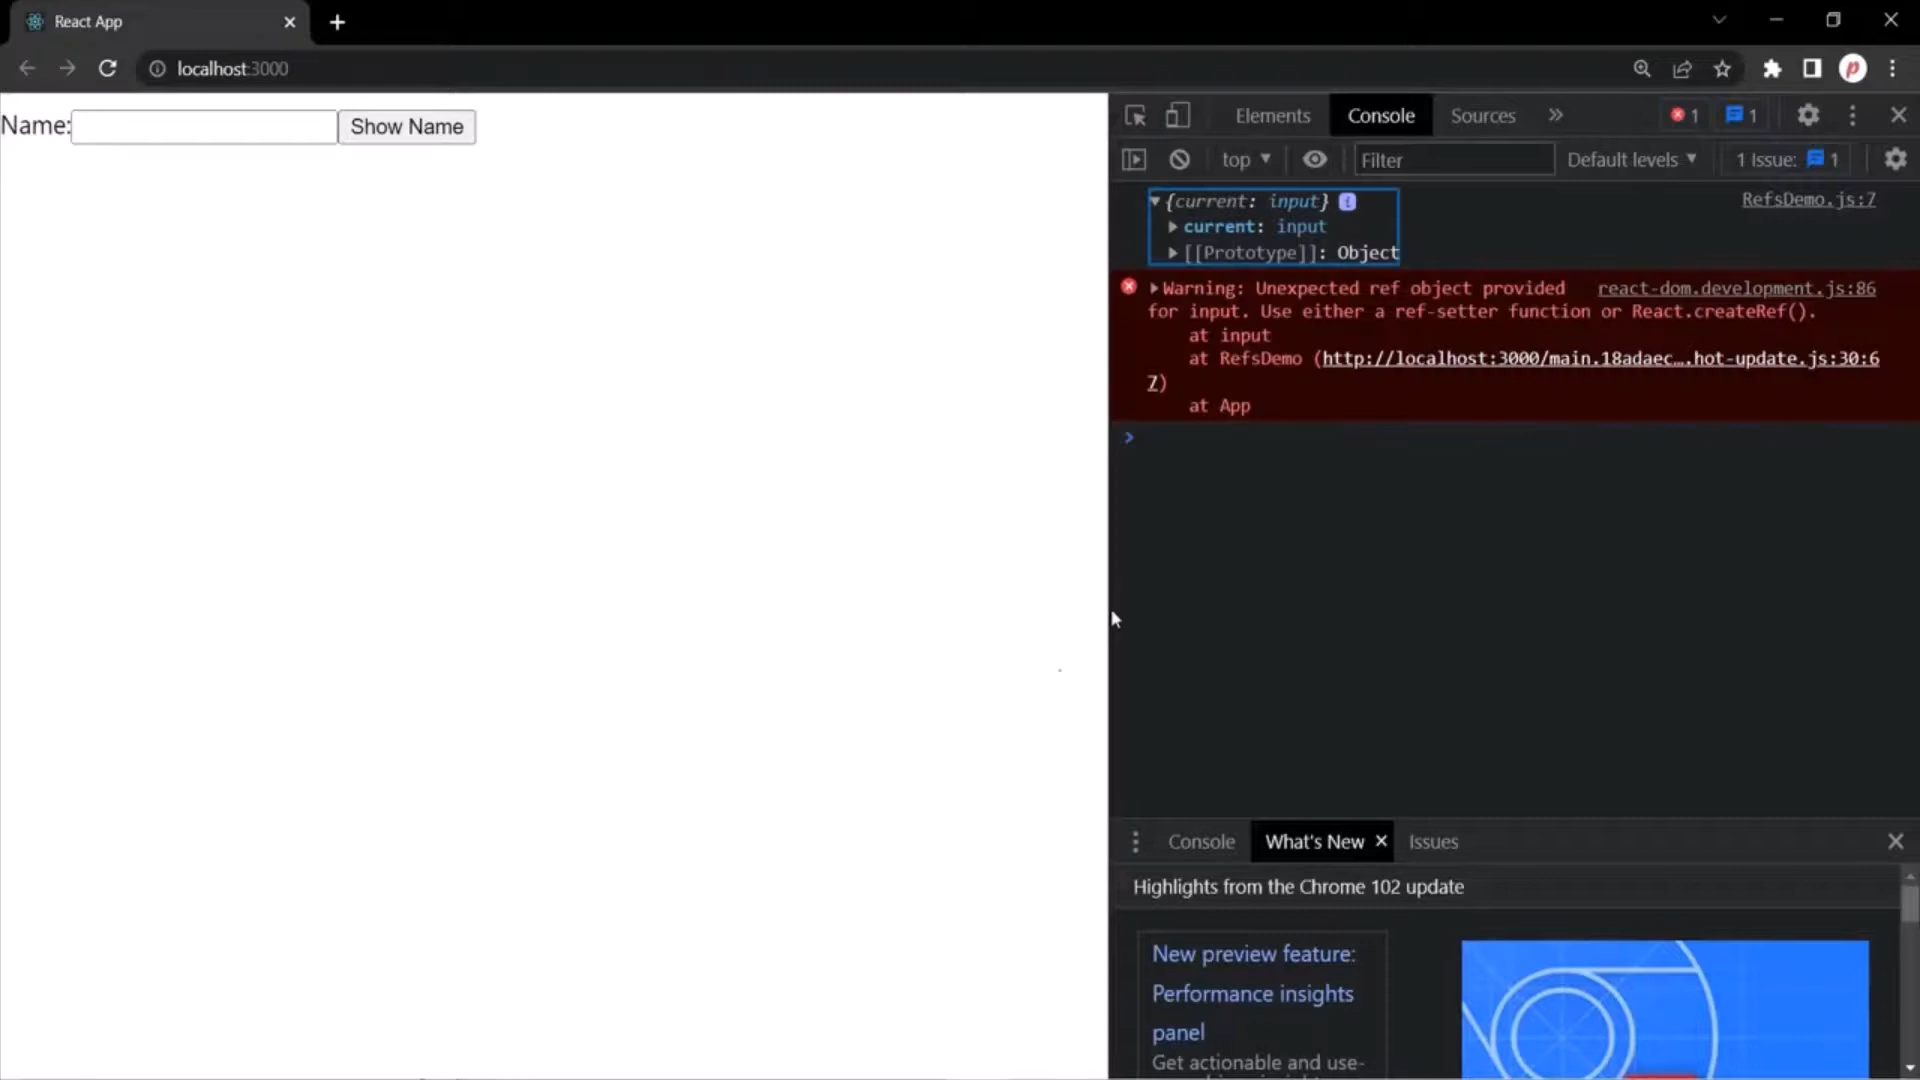 React App
localhost:3000
Name:
Show Name
Elements
Console
Sources
1
1
top
Filter
Default levels
1 Issue:
1
{current: input}
RefsDemo.js:7
current: input
[[Prototype]]: Object
Warning: Unexpected ref object provided
react-dom.development.js:86
for input. Use either a ref-setter function or React.createRef().
at input
at RefsDemo (http://localhost:3000/main.18adaec….hot-update.js:30:6
7)
at App
Console
What's New
Issues
Highlights from the Chrome 102 update
New preview feature:
Performance insights
panel
Get actionable and use-